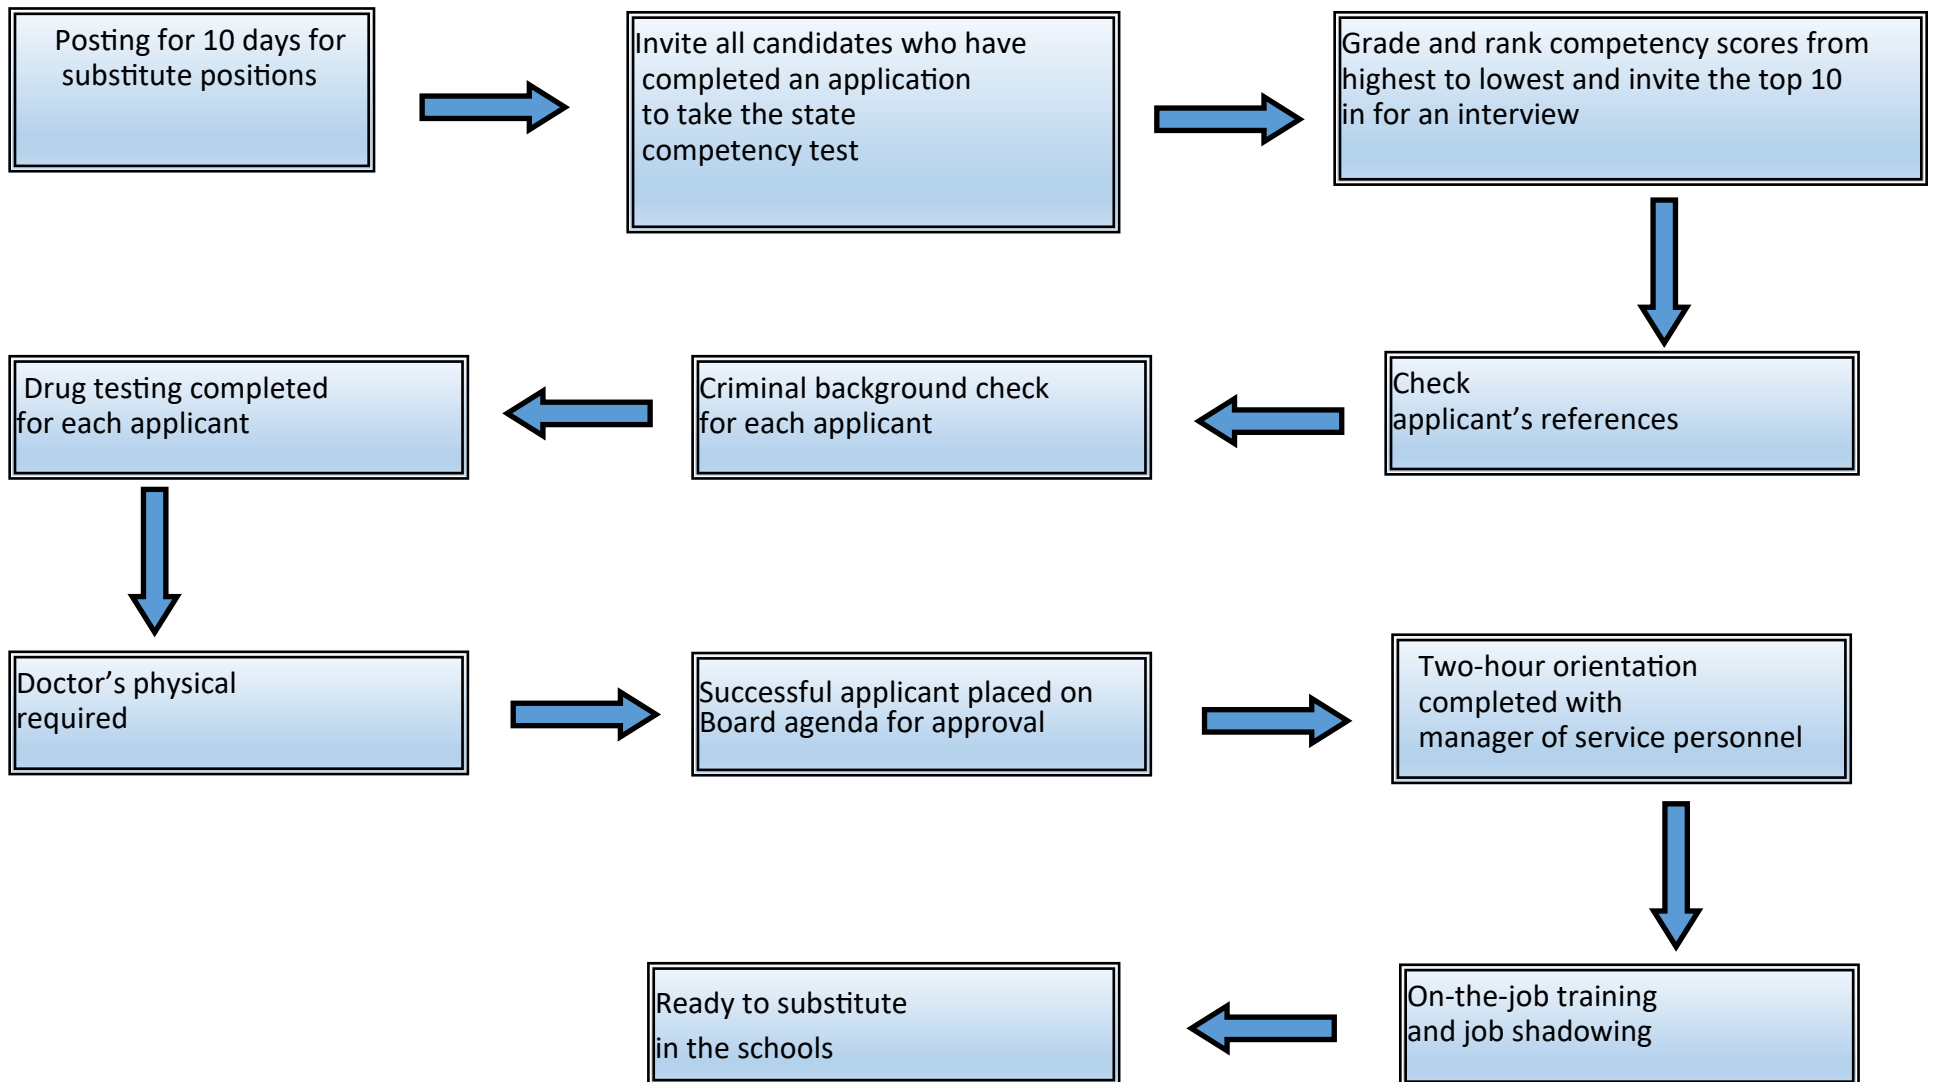 Posting for 10 days for
substitute positions
Invite all candidates who have
completed an application
to take the state
competency test
Grade and rank competency scores from
highest to lowest and invite the top 10
in for an interview
Check
applicant’s references
Criminal background check
for each applicant
Drug testing completed
for each applicant
Doctor’s physical
required
Successful applicant placed on
Board agenda for approval
Two-hour orientation
completed with
manager of service personnel
On-the-job training
and job shadowing
Ready to substitute
in the schools